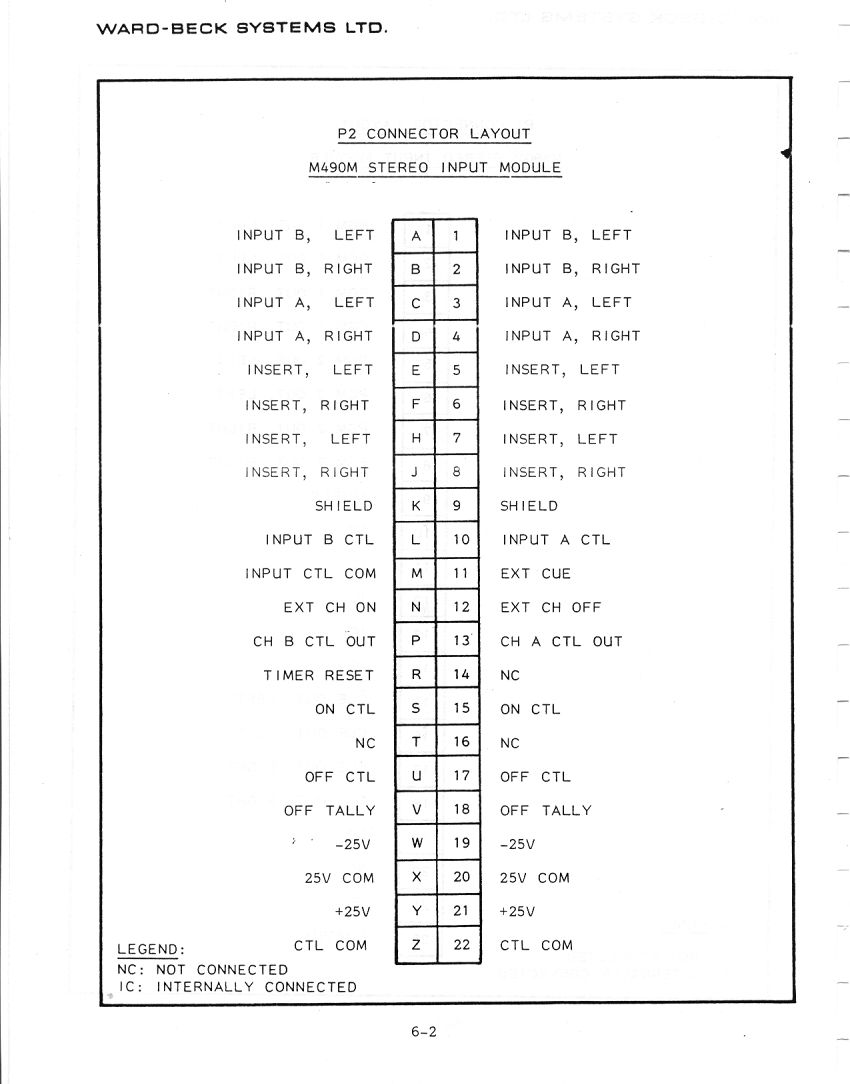 WARD-BECK SYSTEMS LTD.
P2 CONNECTOR LAYOUT
M490M STEREO INPUT MODULE
INPUT B, LEFT A 1 INPUT B, LEFT
INPUT B, RIGHT B 2 INPUT B, RIGHT
INPUT A, LEFT C 3 INPUT A, LEFT
INPUT A, RIGHT D 4 INPUT A, RIGHT
INSERT, LEFT E 5 INSERT, LEFT
INSERT, RIGHT F 6 INSERT, RIGHT
INSERT, LEFT H 7 INSERT, LEFT
INSERT, RIGHT J 8 INSERT, RIGHT
SHIELD K 9 SHIELD
INPUT B CTL L 10 INPUT A CTL
INPUT CTL COM M 11 EXT CUE
EXT CH ON N 12 EXT CH OFF
CH B CTL OUT P 13 CH A CTL OUT
TIMER RESET R 14 NC
ON CTL S 15 ON CTL
NC T 16 NC
OFF CTL U 17 OFF CTL
OFF TALLY V 18 OFF TALLY
-25V W 19 -25V
25V COM X 20 25V COM
+25V Y 21 +25V
CTL COM Z 22 CTL COM
LEGEND:
NC: NOT CONNECTED
IC: INTERNALLY CONNECTED
6-2